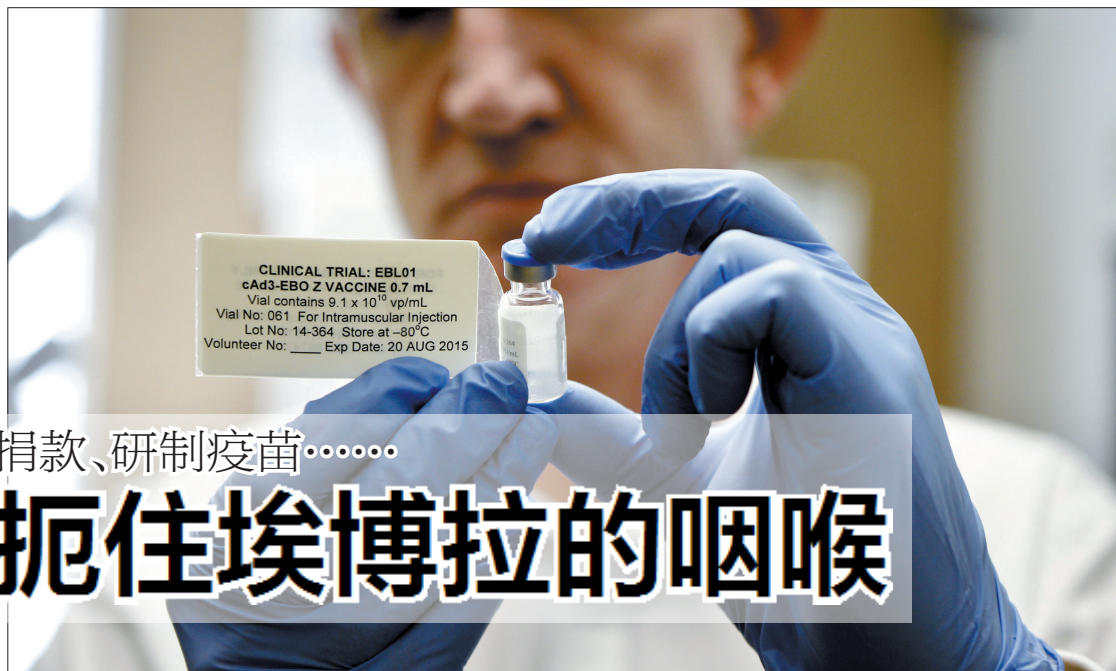 CLINICAL TRIAL: EBL01
cAd3-EBO Z VACCINE 0.7 mL
Vial contains 9.1 x 10¹⁰ vp/mL
Vial No: 061 For Intramuscular Injection
Lot No: 14-364 Store at –80°C
Volunteer No: ____ Exp Date: 20 AUG 2015
捐款、研制疫苗……
扼住埃博拉的咽喉